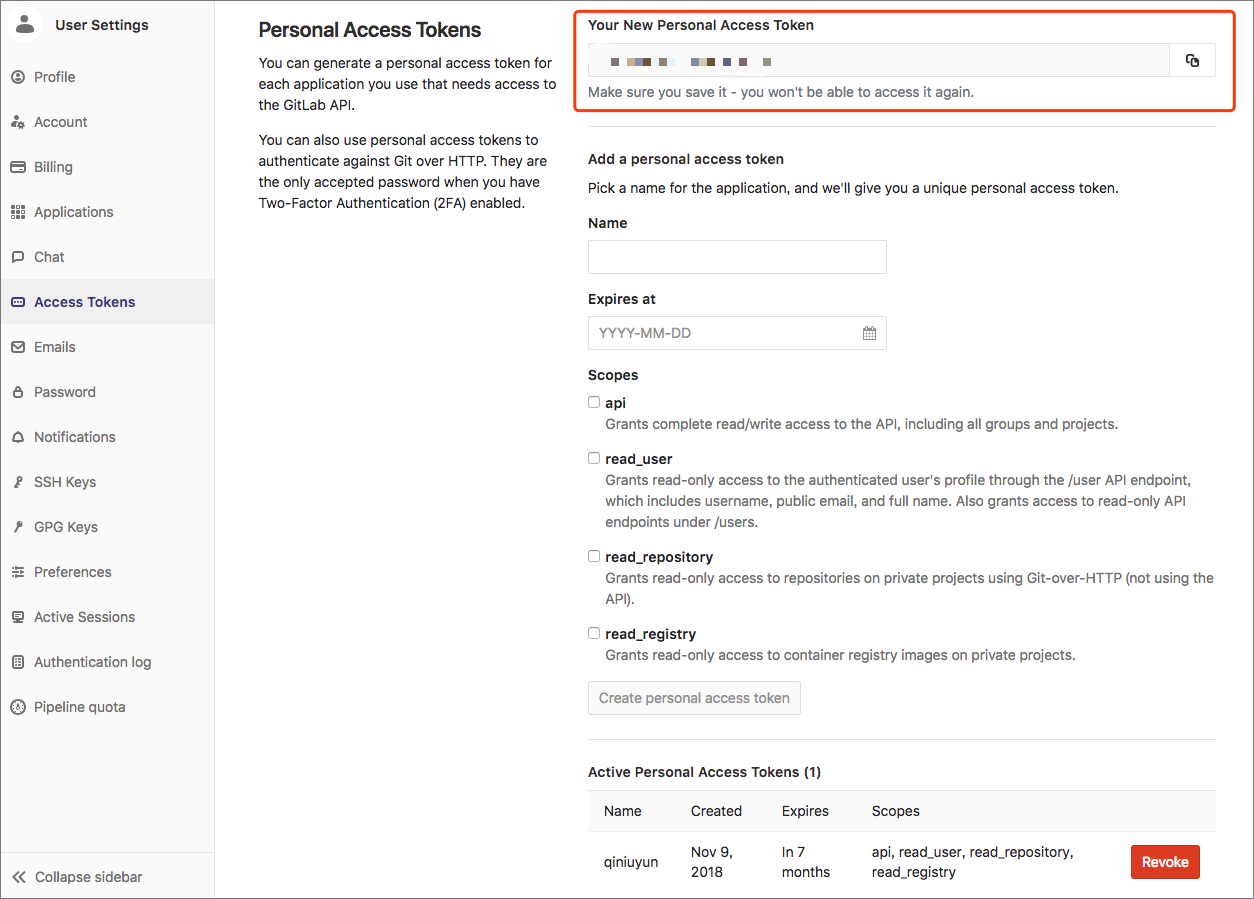 User Settings
Profile
Account
Billing
Applications
Chat
Access Tokens
Emails
Password
Notifications
SSH Keys
GPG Keys
Preferences
Active Sessions
Authentication log
Pipeline quota
Collapse sidebar
Personal Access Tokens
You can generate a personal access token for
each application you use that needs access to
the GitLab API.
You can also use personal access tokens to
authenticate against Git over HTTP. They are
the only accepted password when you have
Two-Factor Authentication (2FA) enabled.
Your New Personal Access Token
Make sure you save it - you won't be able to access it again.
Add a personal access token
Pick a name for the application, and we'll give you a unique personal access token.
Name
Expires at
YYYY-MM-DD
Scopes
api
Grants complete read/write access to the API, including all groups and projects.
read_user
Grants read-only access to the authenticated user's profile through the /user API endpoint,
which includes username, public email, and full name. Also grants access to read-only API
endpoints under /users.
read_repository
Grants read-only access to repositories on private projects using Git-over-HTTP (not using the
API).
read_registry
Grants read-only access to container registry images on private projects.
Create personal access token
Active Personal Access Tokens (1)
Name Created Expires Scopes
qiniuyun Nov 9, 2018 In 7 months api, read_user, read_repository, read_registry Revoke